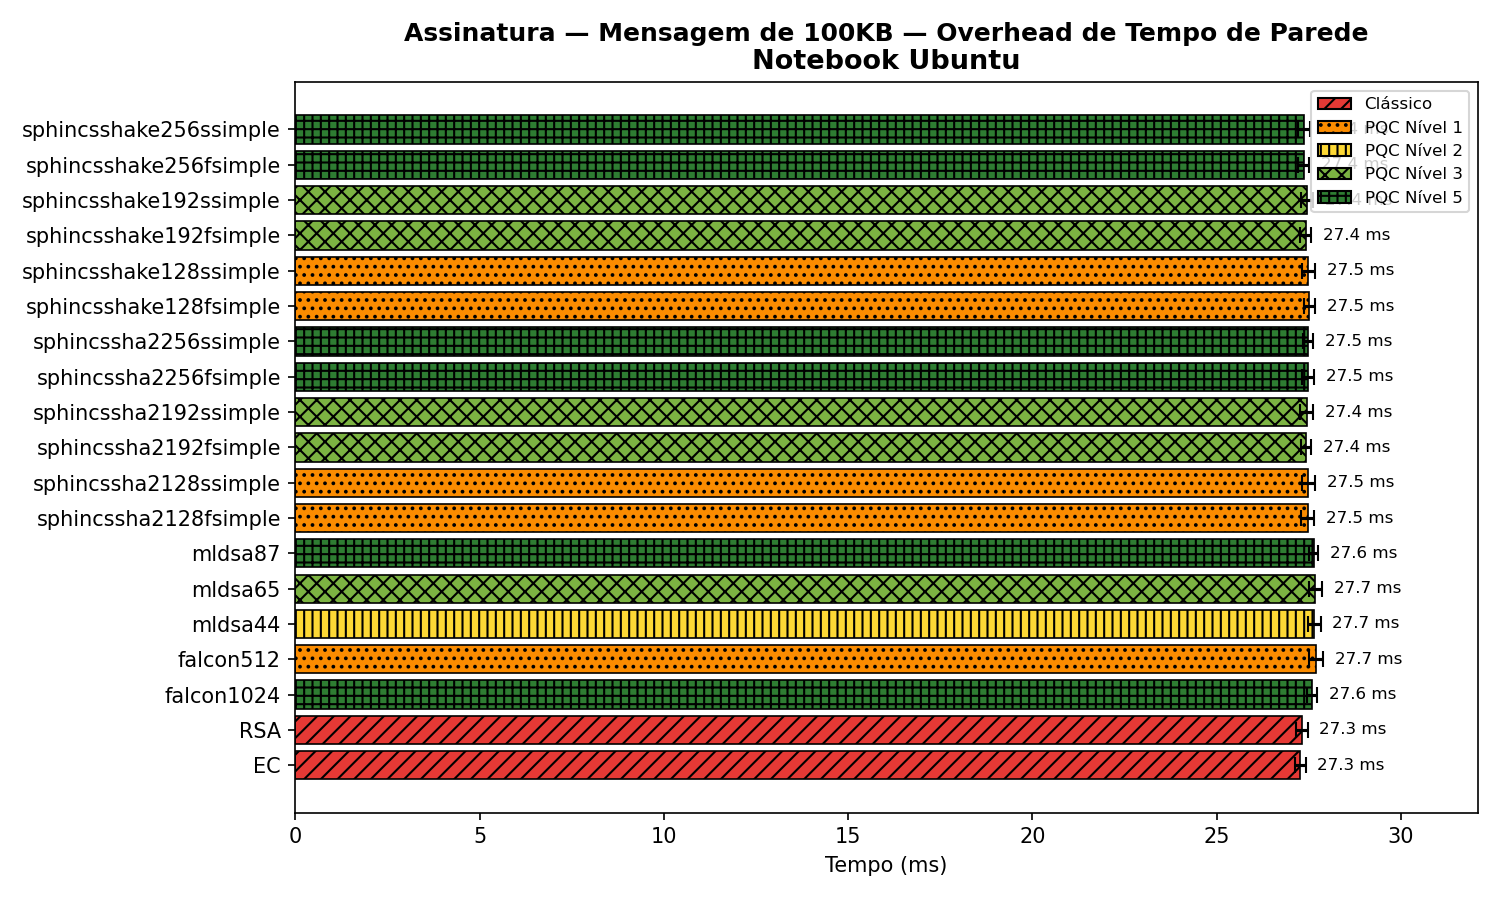 Assinatura — Mensagem de 100KB — Overhead de Tempo de Parede
Notebook Ubuntu
Clássico
PQC Nível 1
PQC Nível 2
PQC Nível 3
PQC Nível 5
sphincsshake256ssimple
sphincsshake256fsimple 27.4 ms
sphincsshake192ssimple
sphincsshake192fsimple 27.4 ms
sphincsshake128ssimple 27.5 ms
sphincsshake128fsimple 27.5 ms
sphincssha2256ssimple 27.5 ms
sphincssha2256fsimple 27.5 ms
sphincssha2192ssimple 27.4 ms
sphincssha2192fsimple 27.4 ms
sphincssha2128ssimple 27.5 ms
sphincssha2128fsimple 27.5 ms
mldsa87 27.6 ms
mldsa65 27.7 ms
mldsa44 27.7 ms
falcon512 27.7 ms
falcon1024 27.6 ms
RSA 27.3 ms
EC 27.3 ms
0 5 10 15 20 25 30
Tempo (ms)